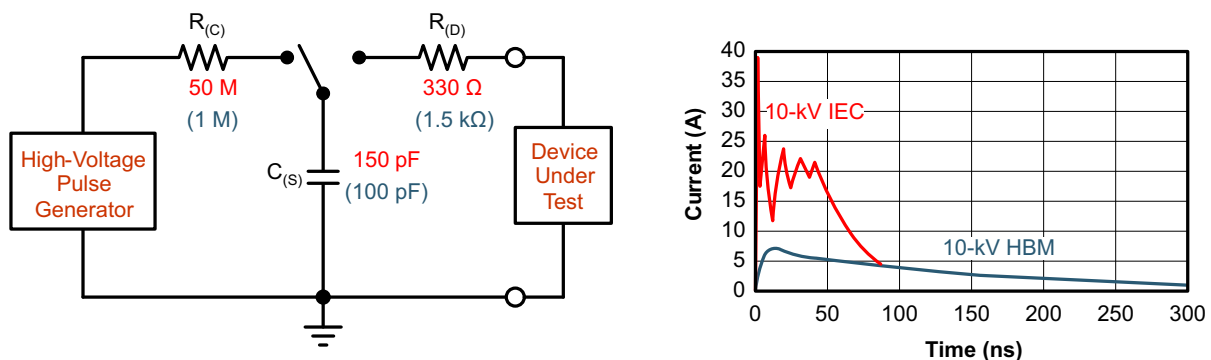 R(C)
50 M
(1 M)
R(D)
330 Ω
(1.5 kΩ)
High-Voltage
Pulse
Generator
C(S)
150 pF
(100 pF)
Device
Under
Test
Current (A)
40
35
30
25
20
15
10
5
0
10-kV IEC
10-kV HBM
0 50 100 150 200 250 300
Time (ns)